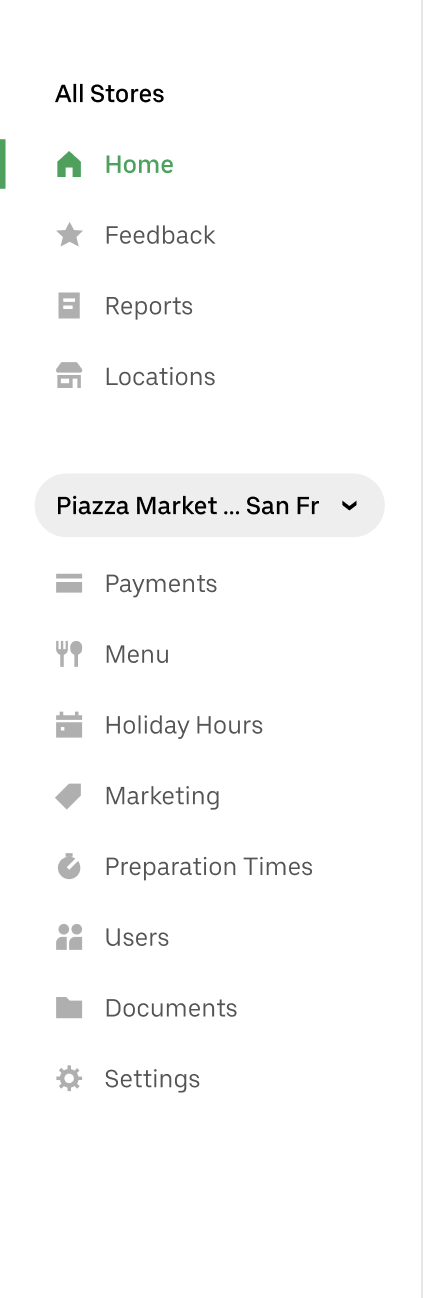 All Stores
Home
Feedback
Reports
Locations
Piazza Market ... San Fr
Payments
Menu
Holiday Hours
Marketing
Preparation Times
Users
Documents
Settings